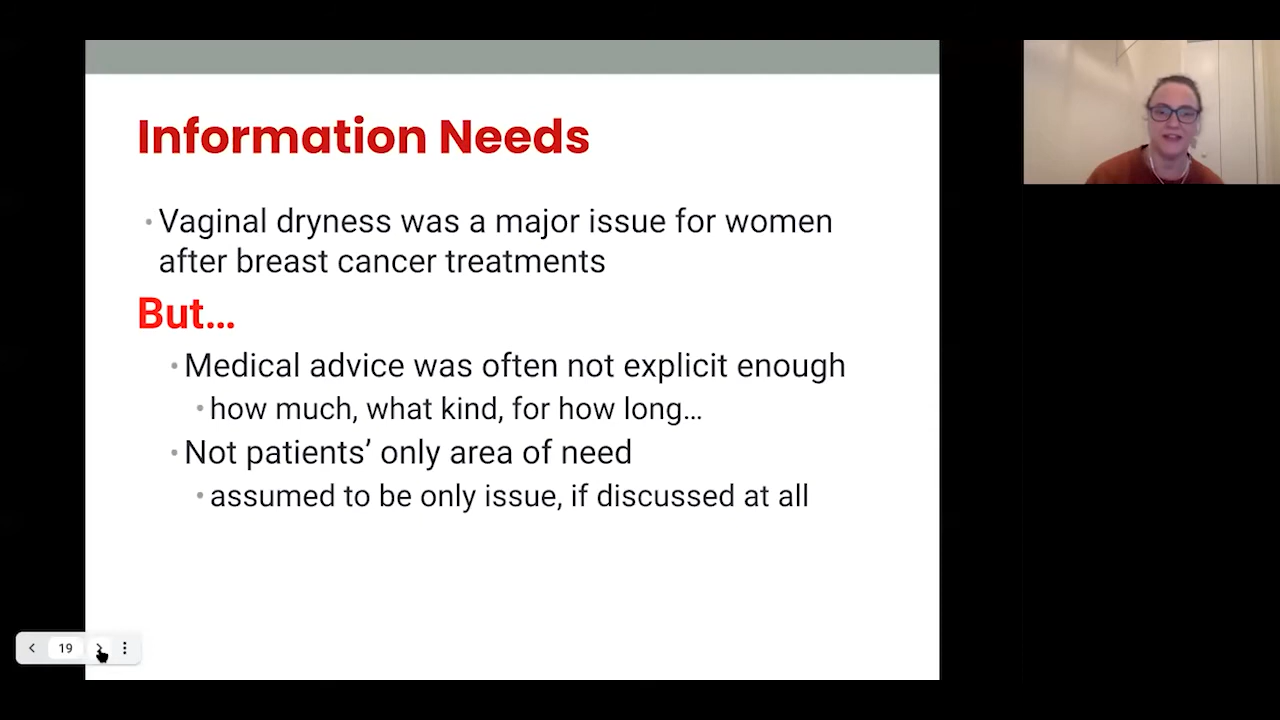 Information Needs
• Vaginal dryness was a major issue for women
after breast cancer treatments
But...
• Medical advice was often not explicit enough
• how much, what kind, for how long...
• Not patients’ only area of need
• assumed to be only issue, if discussed at all
19